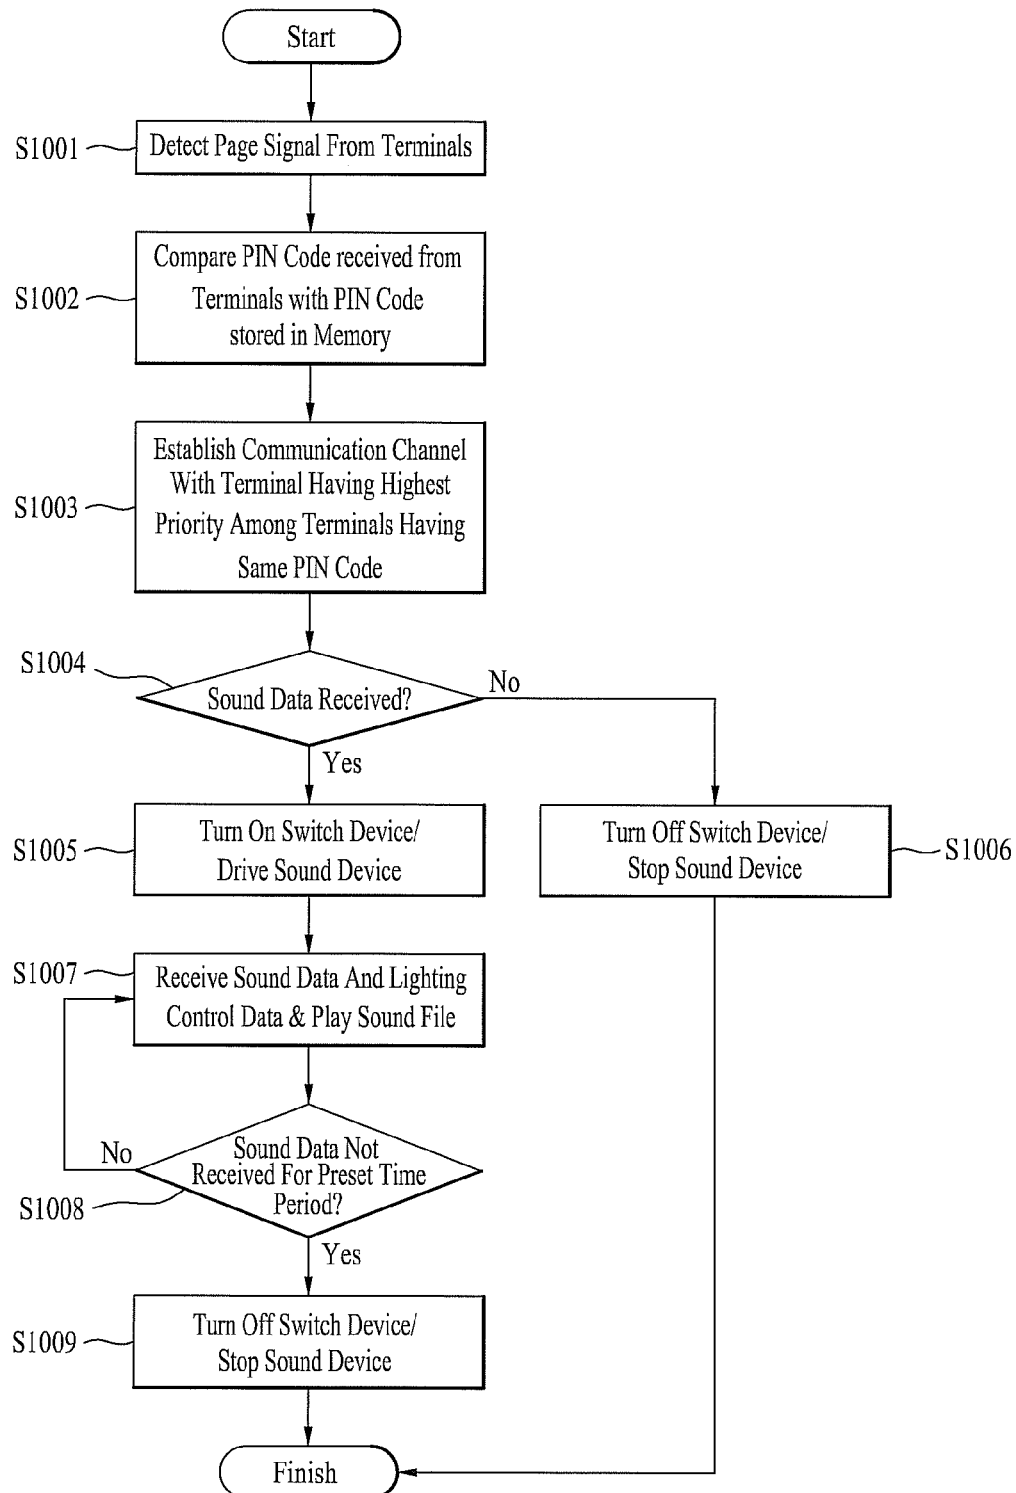 Start
S1001
Detect Page Signal From Terminals
S1002
Compare PIN Code received from
Terminals with PIN Code
stored in Memory
S1003
Establish Communication Channel
With Terminal Having Highest
Priority Among Terminals Having
Same PIN Code
S1004
Sound Data Received?
No
Yes
S1005
Turn On Switch Device/
Drive Sound Device
Turn Off Switch Device/
Stop Sound Device
S1006
S1007
Receive Sound Data And Lighting
Control Data & Play Sound File
No
Sound Data Not
Received For Preset Time
Period?
S1008
Yes
S1009
Turn Off Switch Device/
Stop Sound Device
Finish